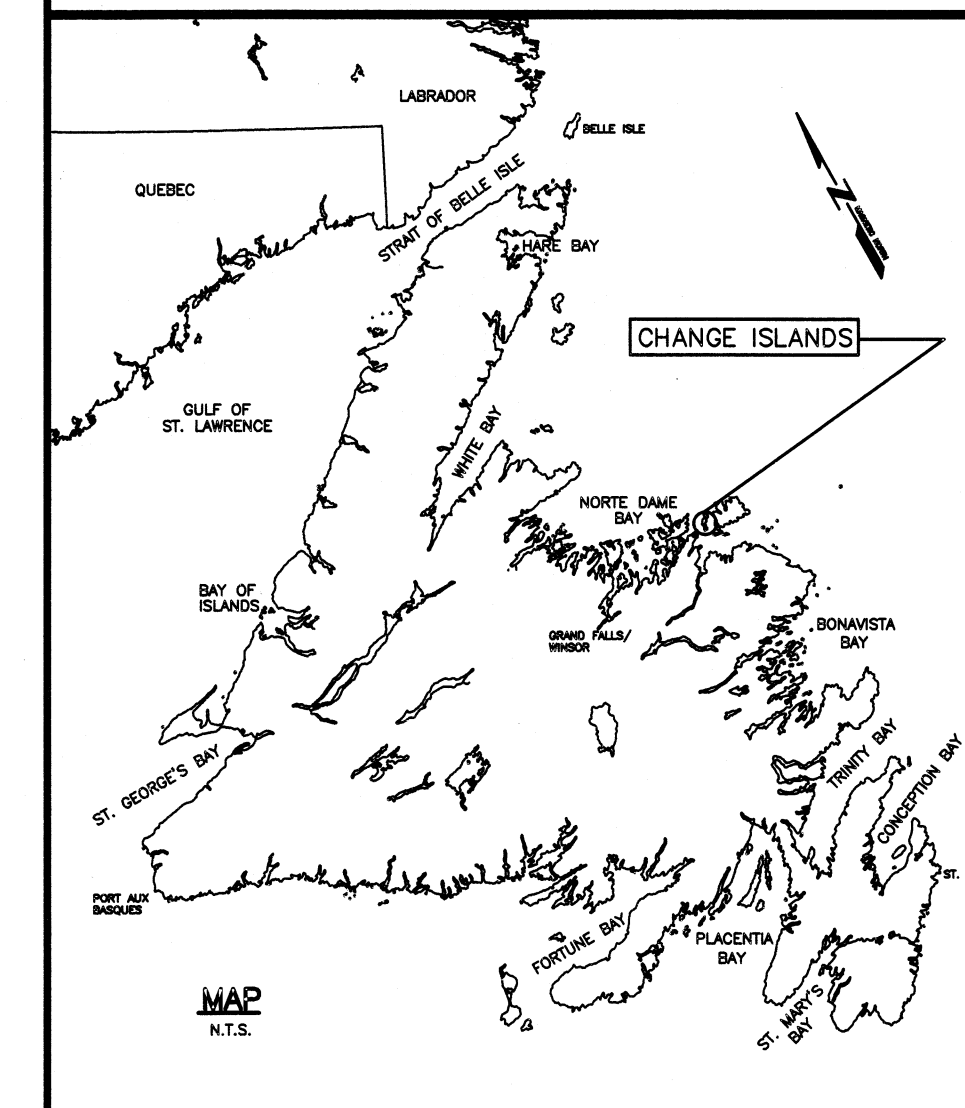 LABRADOR
BELLE ISLE
QUEBEC
STRAIT OF BELLE ISLE
N
HARE BAY
CHANGE ISLANDS
GULF OF
ST. LAWRENCE
WHITE BAY
NORTE DAME
BAY
BAY OF
ISLANDS
GRAND FALLS/
WINSOR
BONAVISTA
BAY
ST. GEORGE'S BAY
TRINITY BAY
CONCEPTION BAY
ST.
PORT AUX
BASQUES
FORTUNE BAY
PLACENTIA
BAY
ST. MARY'S
BAY
MAP
N.T.S.